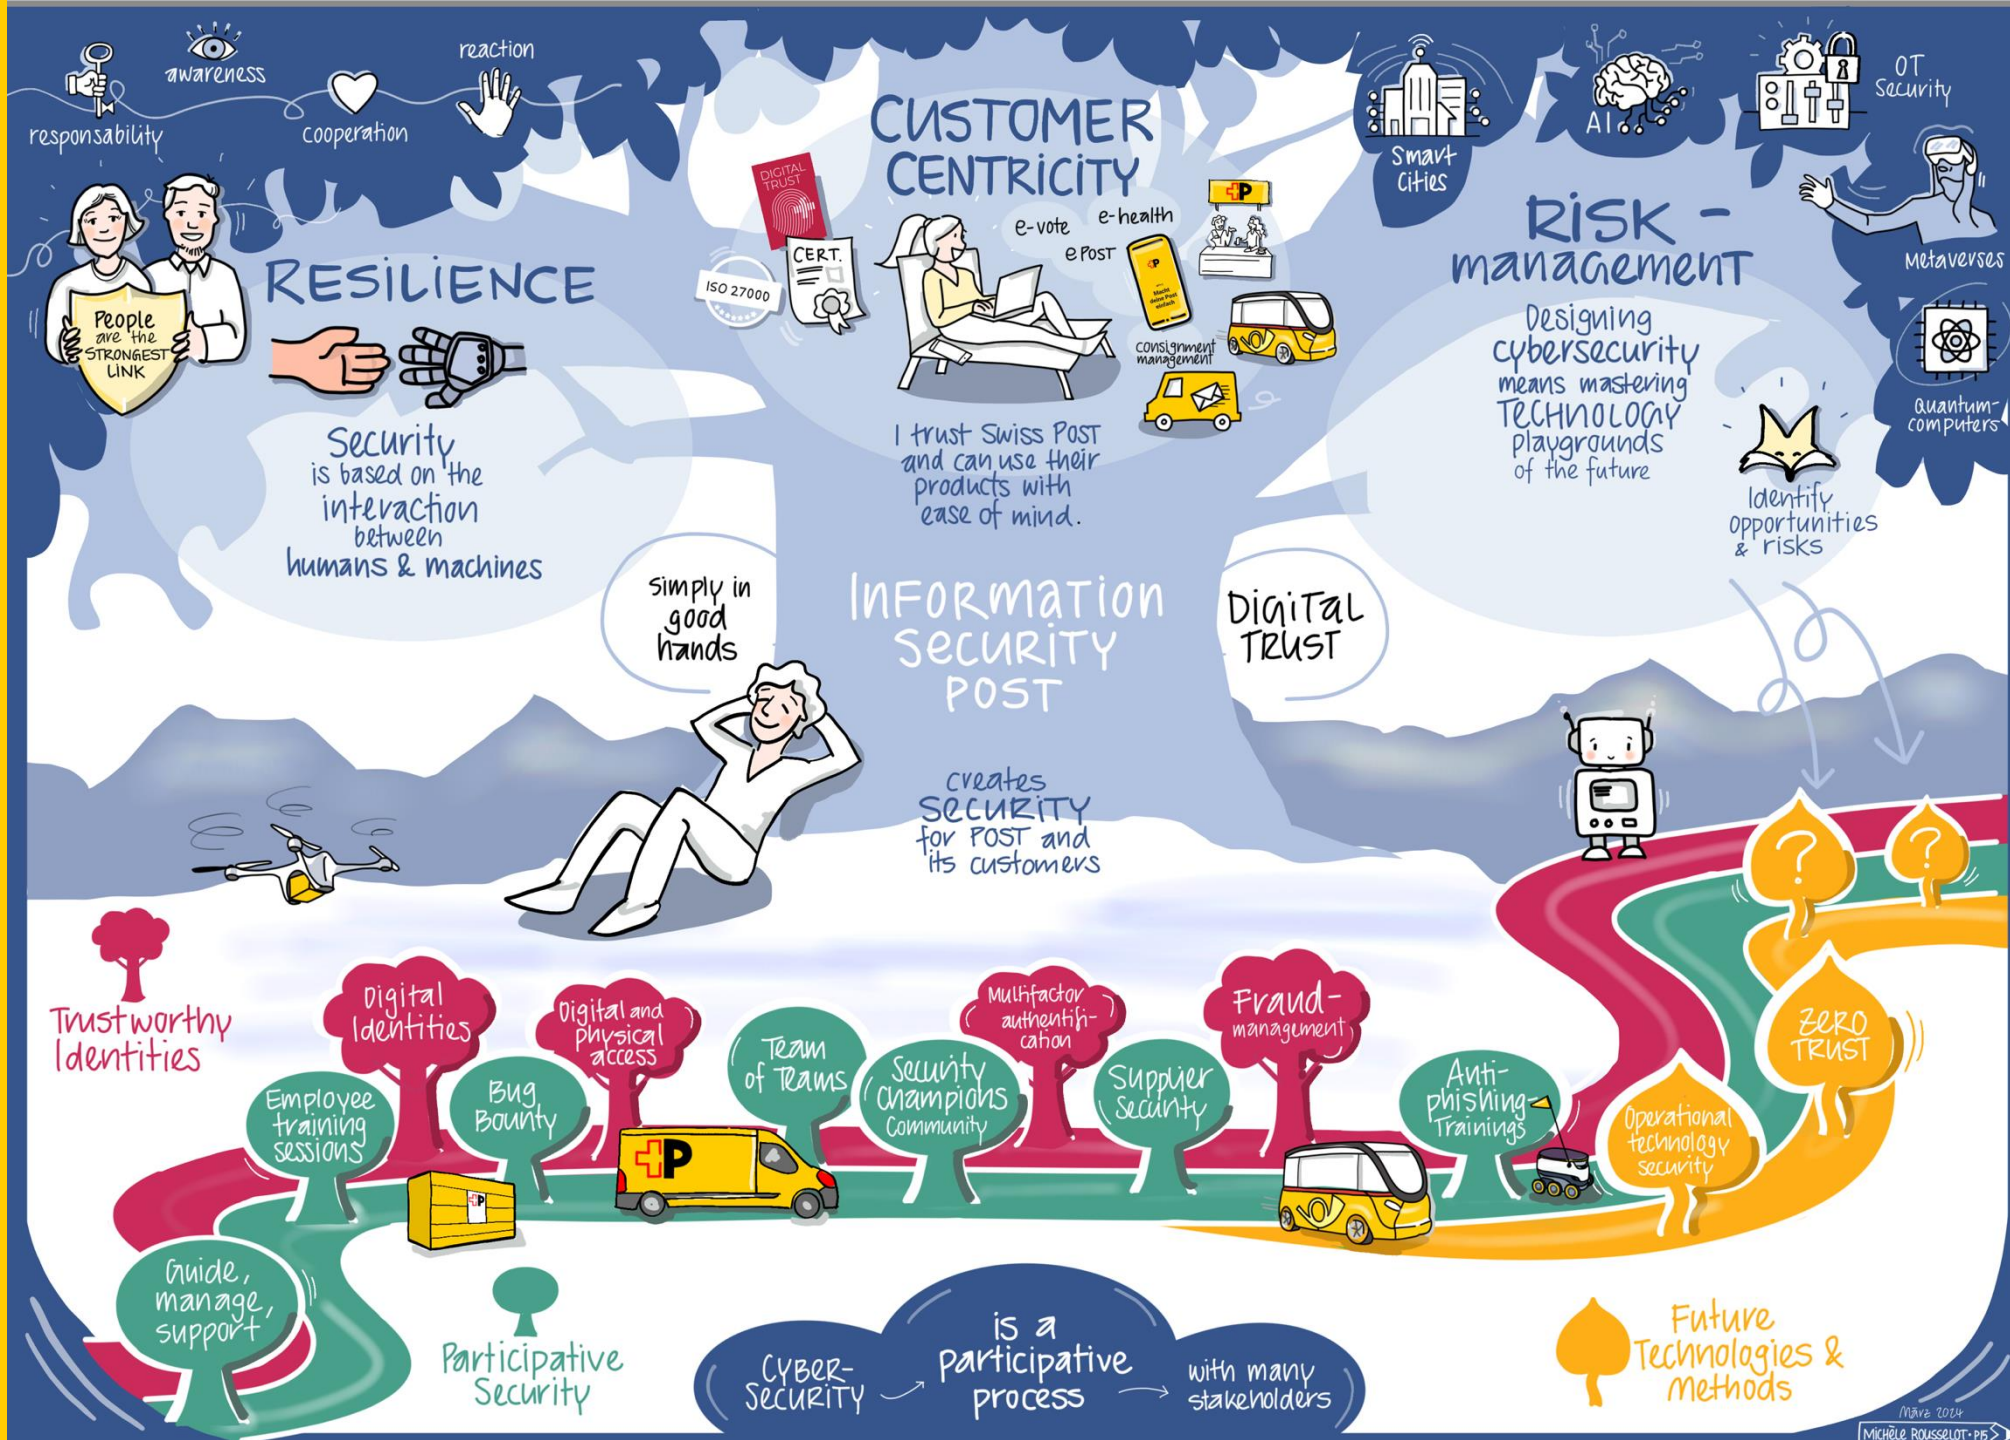 responsability
awareness
cooperation
reaction
People
are the
STRONGEST
LINK
RESILIENCE
Security
is based on the
interaction
between
humans & machines
CUSTOMER
CENTRICITY
DIGITAL
TRUST
CERT.
ISO 27000
e-vote
e-health
e POST
P
P
Macht
deine Post
einfach
consignment
management
I trust Swiss Post
and can use their
products with
ease of mind.
Smart
Cities
AI
OT
Security
Metaverses
Quantum-
computers
RISK -
management
Designing
cybersecurity
means mastering
TECHNOLOGY
playgrounds
of the future
Identify
opportunities
& risks
simply in
good
hands
INFORMATION
SECURITY
POST
DIGITAL
TRUST
creates
SECURITY
for POST and
its customers
Trustworthy
Identities
Digital
Identities
Digital and
physical
access
Multifactor
authentifi-
cation
Fraud-
management
?
?
ZERO
TRUST
Employee
training
sessions
Bug
Bounty
Team
of Teams
Security
Champions
Community
Supplier
Security
Anti-
phishing-
Trainings
Operational
technology
security
P
P
Guide,
manage,
support
Participative
Security
CYBER-
SECURITY
is a
participative
process
with many
stakeholders
Future
Technologies &
Methods
März 2024
MICHÈLE ROUSSELOT · P15